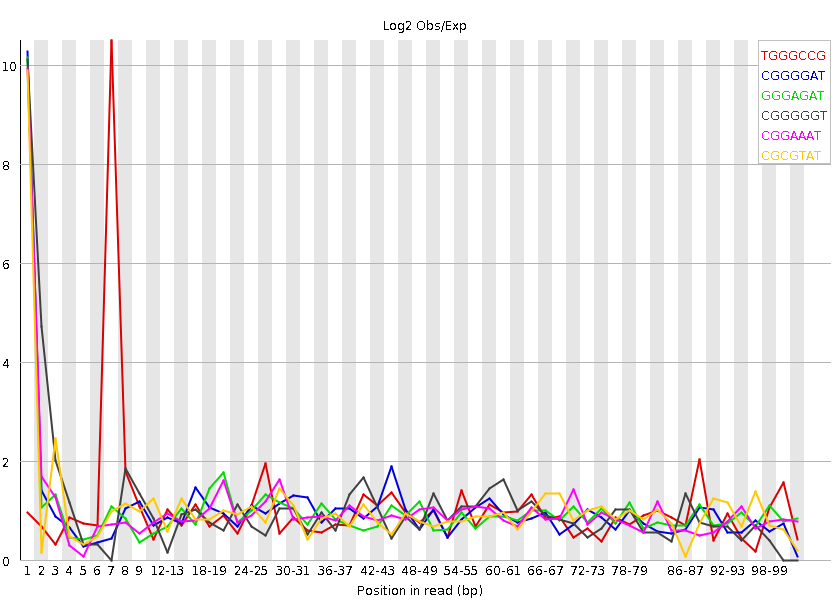 Log2 Obs/Exp
TGGGCCG
CGGGGAT
GGGAGAT
CGGGGGT
CGGAAAT
CGCGTAT
10
8
6
4
2
0
1 2 3 4 5 6 7 8 9 12-13 18-19 24-25 30-31 36-37 42-43 48-49 54-55 60-61 66-67 72-73 78-79 86-87 92-93 98-99
Position in read (bp)